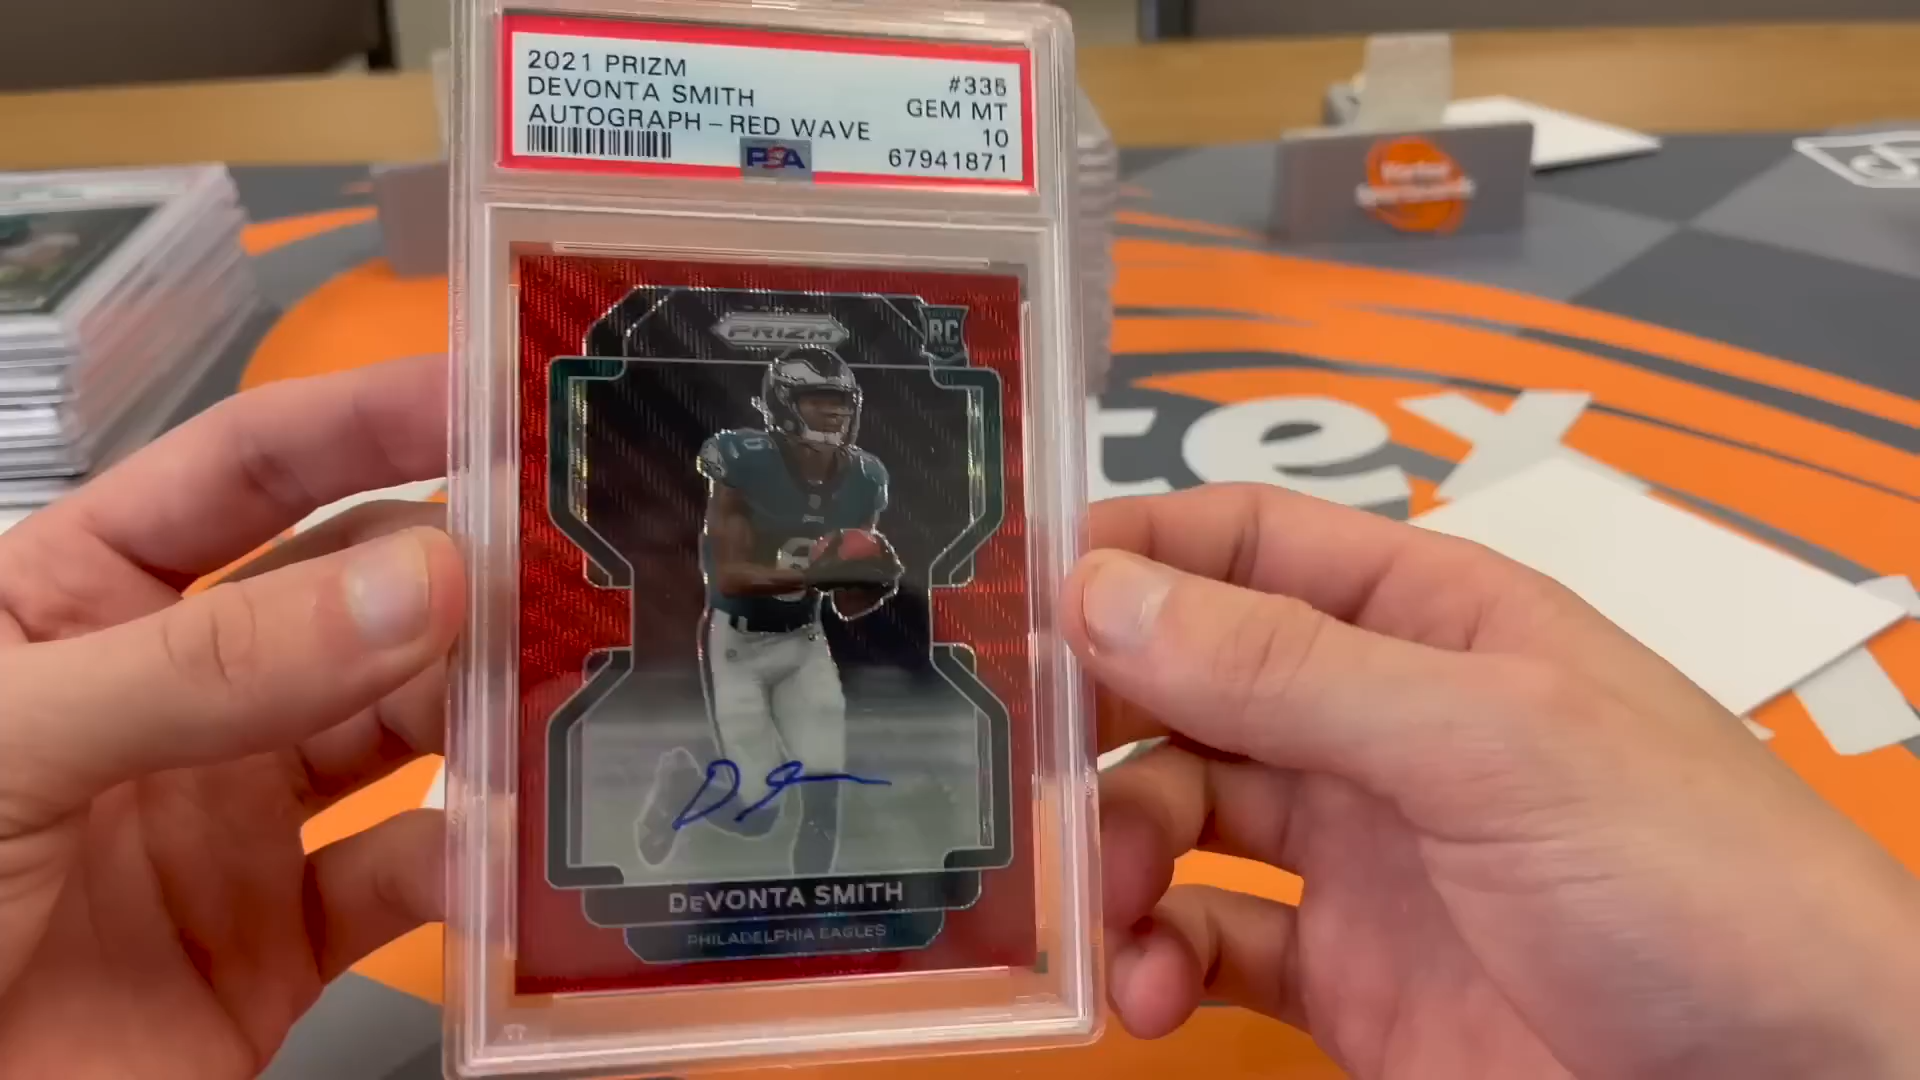 2021 PRIZM
DEVONTA SMITH
AUTOGRAPH - RED WAVE
#335
GEM MT
10
67941871
PSA
PRIZM
RC
DeVONTA SMITH
PHILADELPHIA EAGLES
tex